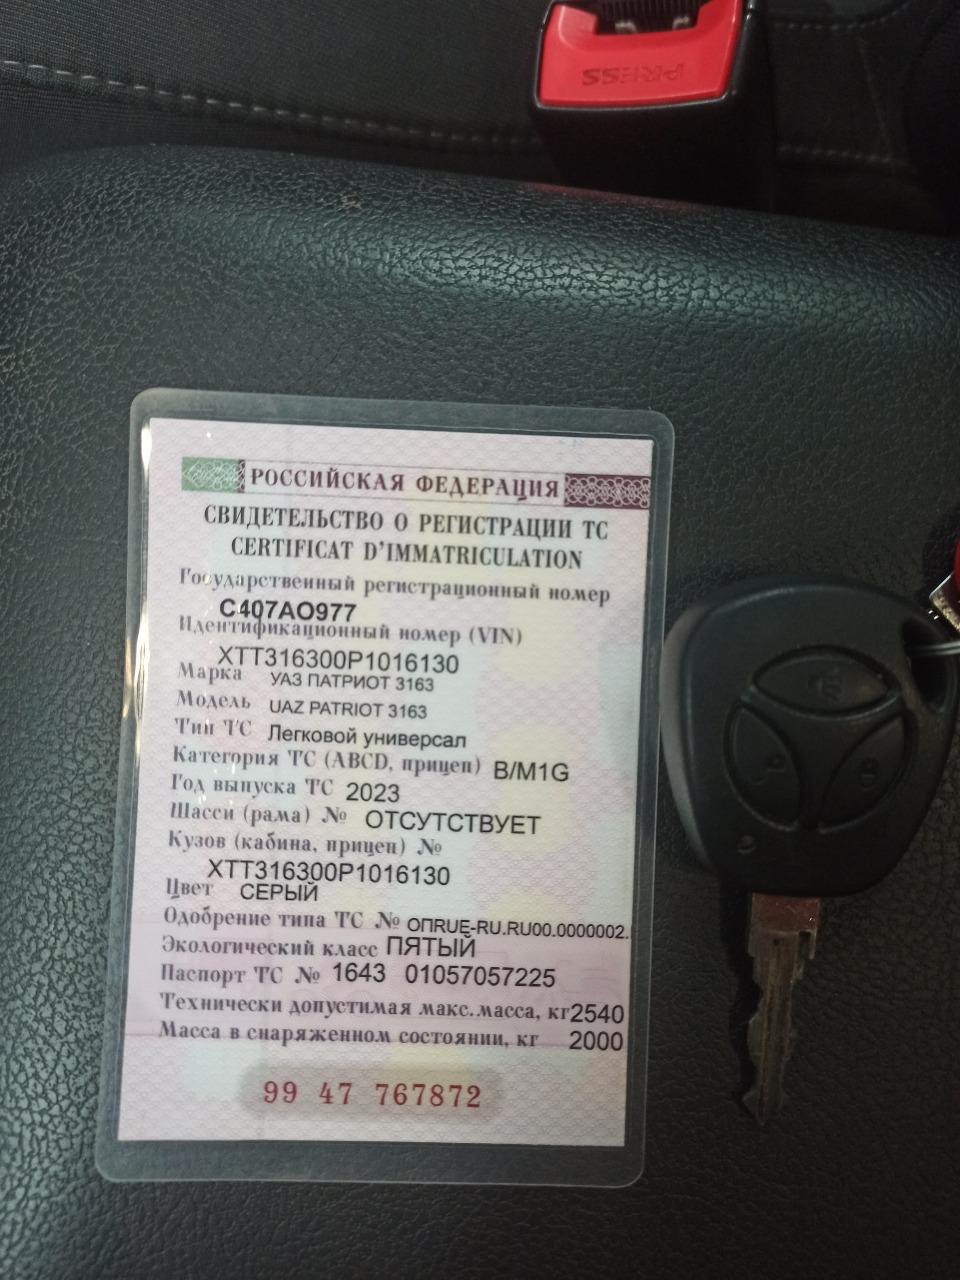 PRESS
РОССИЙСКАЯ ФЕДЕРАЦИЯ
СВИДЕТЕЛЬСТВО О РЕГИСТРАЦИИ ТС
CERTIFICAT D'IMMATRICULATION
Государственный регистрационный номер
С407АО977
Идентификационный номер (VIN)
XTT316300P1016130
Марка УАЗ ПАТРИОТ 3163
Модель UAZ PATRIOT 3163
Тип ТС Легковой универсал
Категория ТС (ABCD, прицеп) B/M1G
Год выпуска ТС 2023
Шасси (рама) № ОТСУТСТВУЕТ
Кузов (кабина, прицеп) №
XTT316300P1016130
Цвет СЕРЫЙ
Одобрение типа ТС № ОПRUE-RU.RU00.0000002.
Экологический класс ПЯТЫЙ
Паспорт ТС № 1643 01057057225
Технически допустимая макс.масса, кг 2540
Масса в снаряженном состоянии, кг 2000
99 47 767872